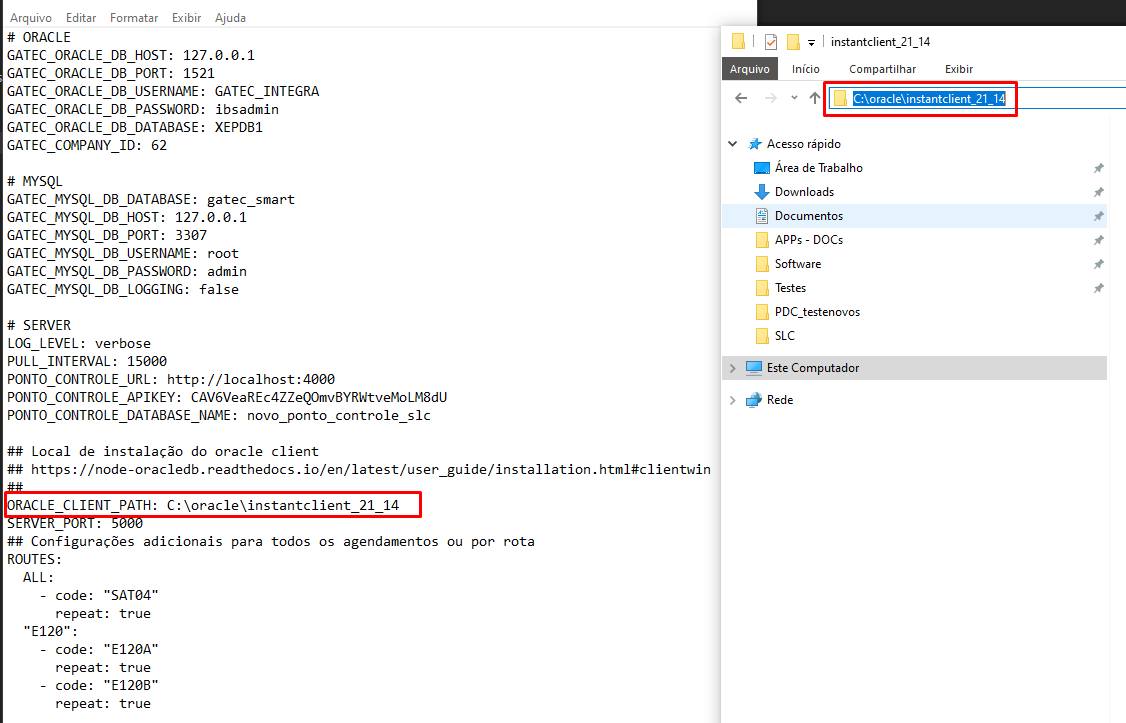 Arquivo Editar Formatar Exibir Ajuda
# ORACLE
GATEC_ORACLE_DB_HOST: 127.0.0.1
GATEC_ORACLE_DB_PORT: 1521
GATEC_ORACLE_DB_USERNAME: GATEC_INTEGRA
GATEC_ORACLE_DB_PASSWORD: ibsadmin
GATEC_ORACLE_DB_DATABASE: XEPDB1
GATEC_COMPANY_ID: 62
# MYSQL
GATEC_MYSQL_DB_DATABASE: gatec_smart
GATEC_MYSQL_DB_HOST: 127.0.0.1
GATEC_MYSQL_DB_PORT: 3307
GATEC_MYSQL_DB_USERNAME: root
GATEC_MYSQL_DB_PASSWORD: admin
GATEC_MYSQL_DB_LOGGING: false
# SERVER
LOG_LEVEL: verbose
PULL_INTERVAL: 15000
PONTO_CONTROLE_URL: http://localhost:4000
PONTO_CONTROLE_APIKEY: CAV6VeaREc4ZZeQOmvBYRWtveMoLM8dU
PONTO_CONTROLE_DATABASE_NAME: novo_ponto_controle_slc
## Local de instalação do oracle client
## https://node-oracledb.readthedocs.io/en/latest/user_guide/installation.html#clientwin
##
ORACLE_CLIENT_PATH: C:\oracle\instantclient_21_14
SERVER_PORT: 5000
## Configurações adicionais para todos os agendamentos ou por rota
ROUTES:
  ALL:
    - code: "SAT04"
      repeat: true
  "E120":
    - code: "E120A"
      repeat: true
    - code: "E120B"
      repeat: true
instantclient_21_14
Arquivo Início Compartilhar Exibir
C:\oracle\instantclient_21_14
Acesso rápido
Área de Trabalho
Downloads
Documentos
APPs - DOCs
Software
Testes
PDC_testenovos
SLC
Este Computador
Rede